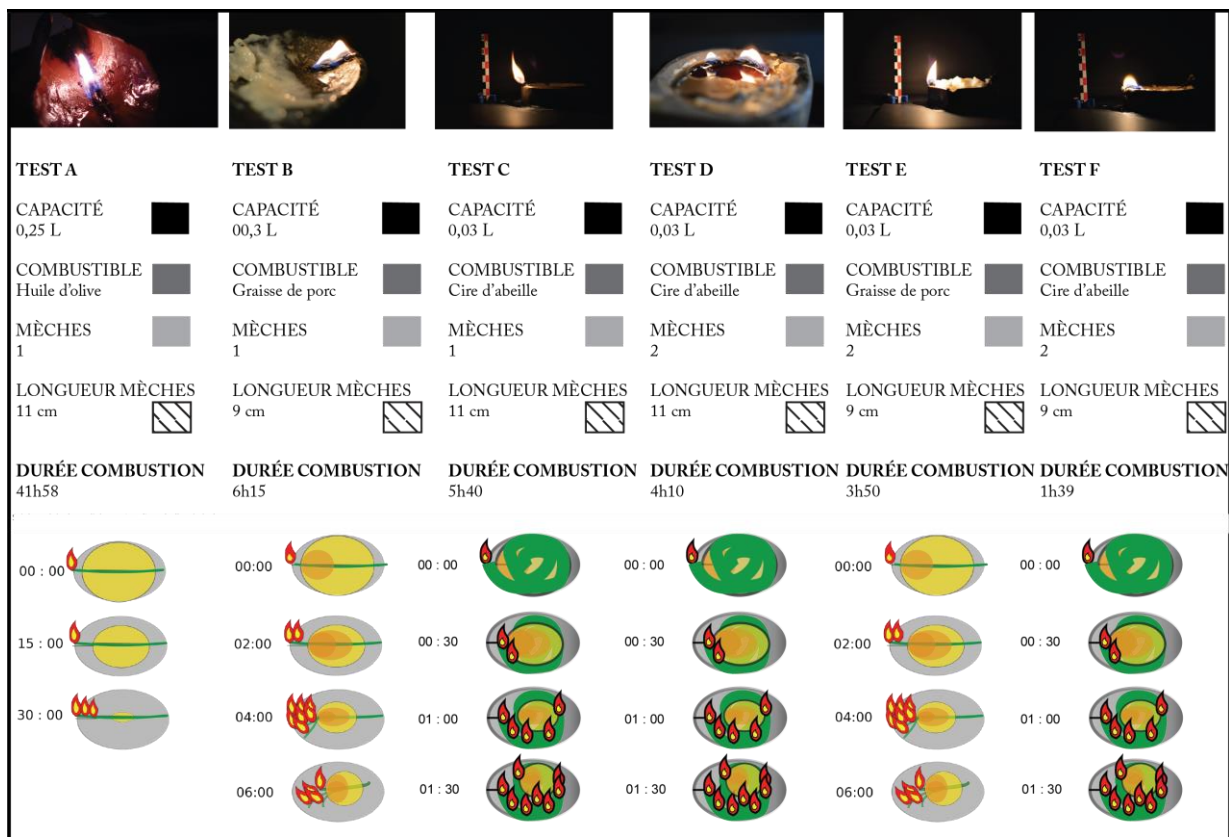 TEST A
CAPACITÉ
0,25 L
COMBUSTIBLE
Huile d'olive
MÈCHES
1
LONGUEUR MÈCHES
11 cm
DURÉE COMBUSTION
41h58
00 : 00
15 : 00
30 : 00
TEST B
CAPACITÉ
00,3 L
COMBUSTIBLE
Graisse de porc
MÈCHES
1
LONGUEUR MÈCHES
9 cm
DURÉE COMBUSTION
6h15
00:00
02:00
04:00
06:00
TEST C
CAPACITÉ
0,03 L
COMBUSTIBLE
Cire d'abeille
MÈCHES
1
LONGUEUR MÈCHES
11 cm
DURÉE COMBUSTION
5h40
00 : 00
00 : 30
01 : 00
01 : 30
TEST D
CAPACITÉ
0,03 L
COMBUSTIBLE
Cire d'abeille
MÈCHES
2
LONGUEUR MÈCHES
11 cm
DURÉE COMBUSTION
4h10
00 : 00
00 : 30
01 : 00
01 : 30
TEST E
CAPACITÉ
0,03 L
COMBUSTIBLE
Graisse de porc
MÈCHES
2
LONGUEUR MÈCHES
9 cm
DURÉE COMBUSTION
3h50
00:00
02:00
04:00
06:00
TEST F
CAPACITÉ
0,03 L
COMBUSTIBLE
Cire d'abeille
MÈCHES
2
LONGUEUR MÈCHES
9 cm
DURÉE COMBUSTION
1h39
00 : 00
00 : 30
01 : 00
01 : 30